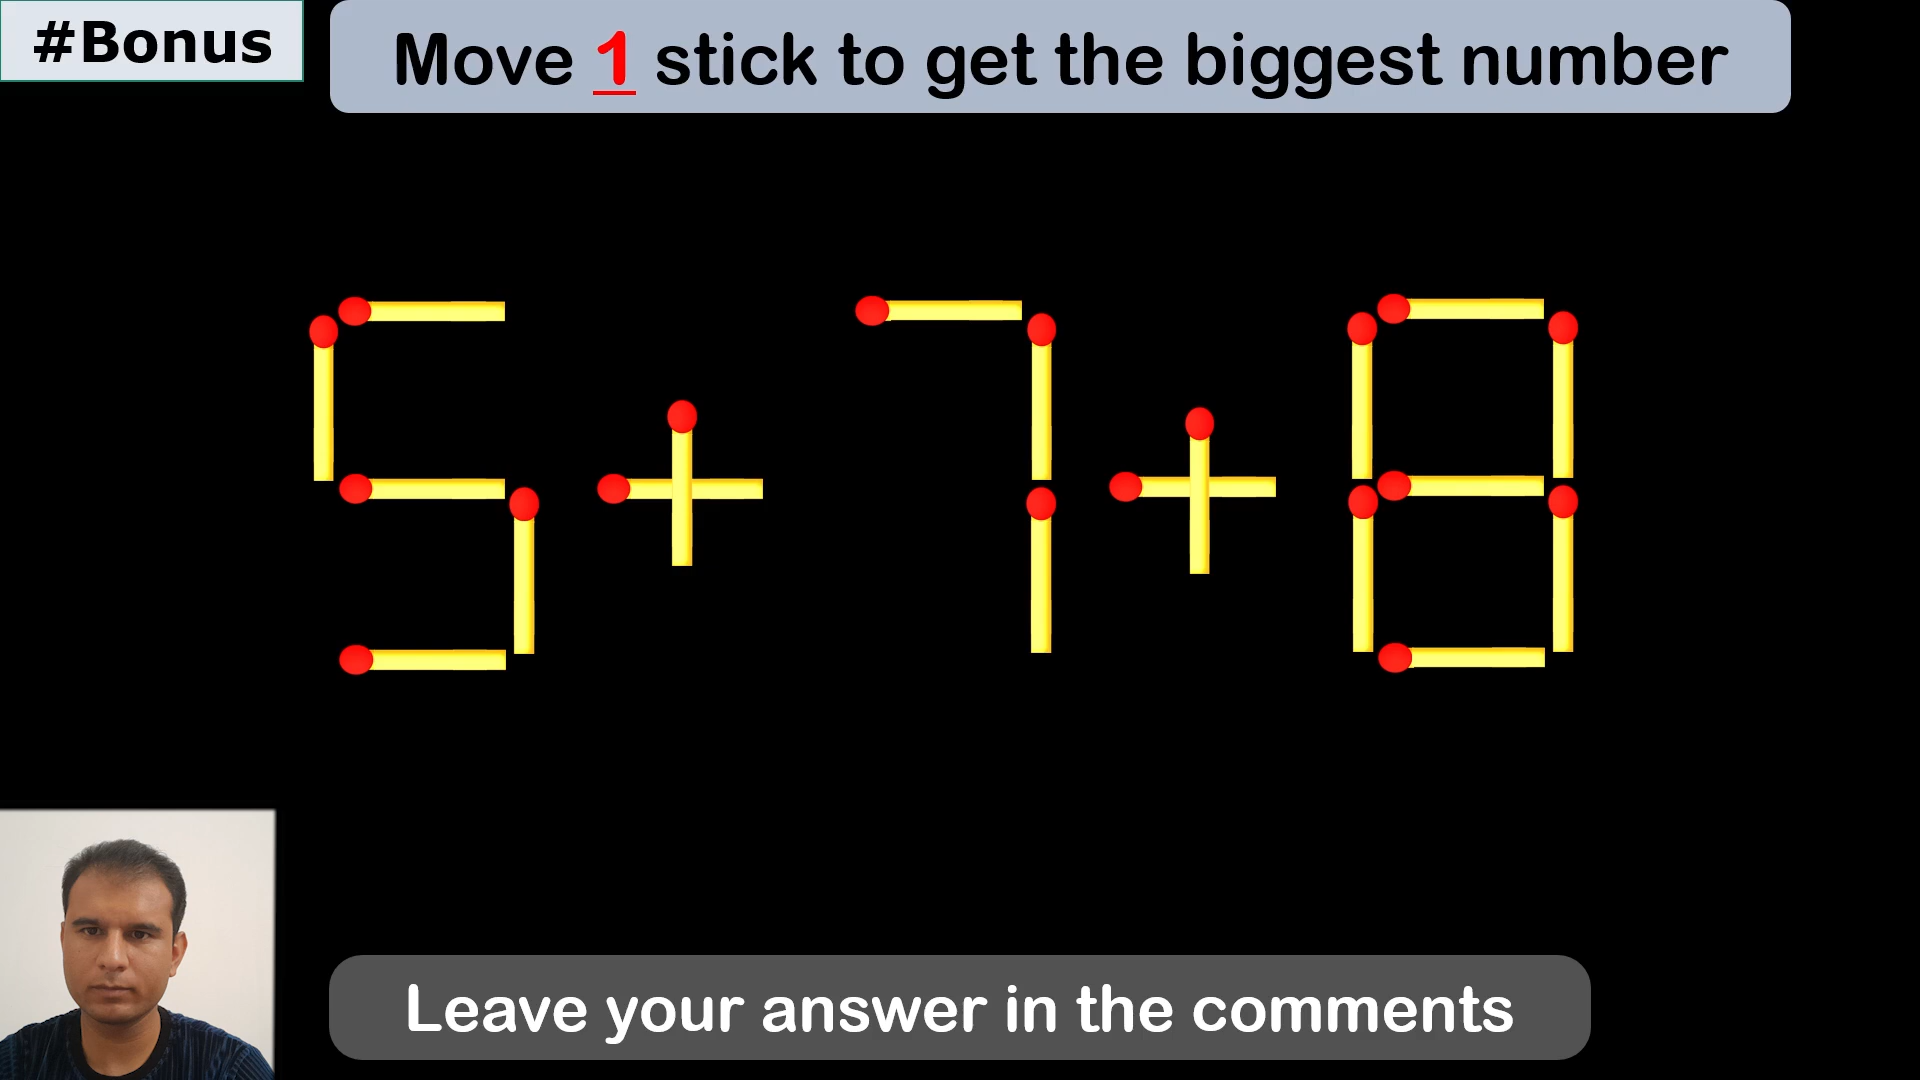 #Bonus
Move 1 stick to get the biggest number
5+7+8
Leave your answer in the comments